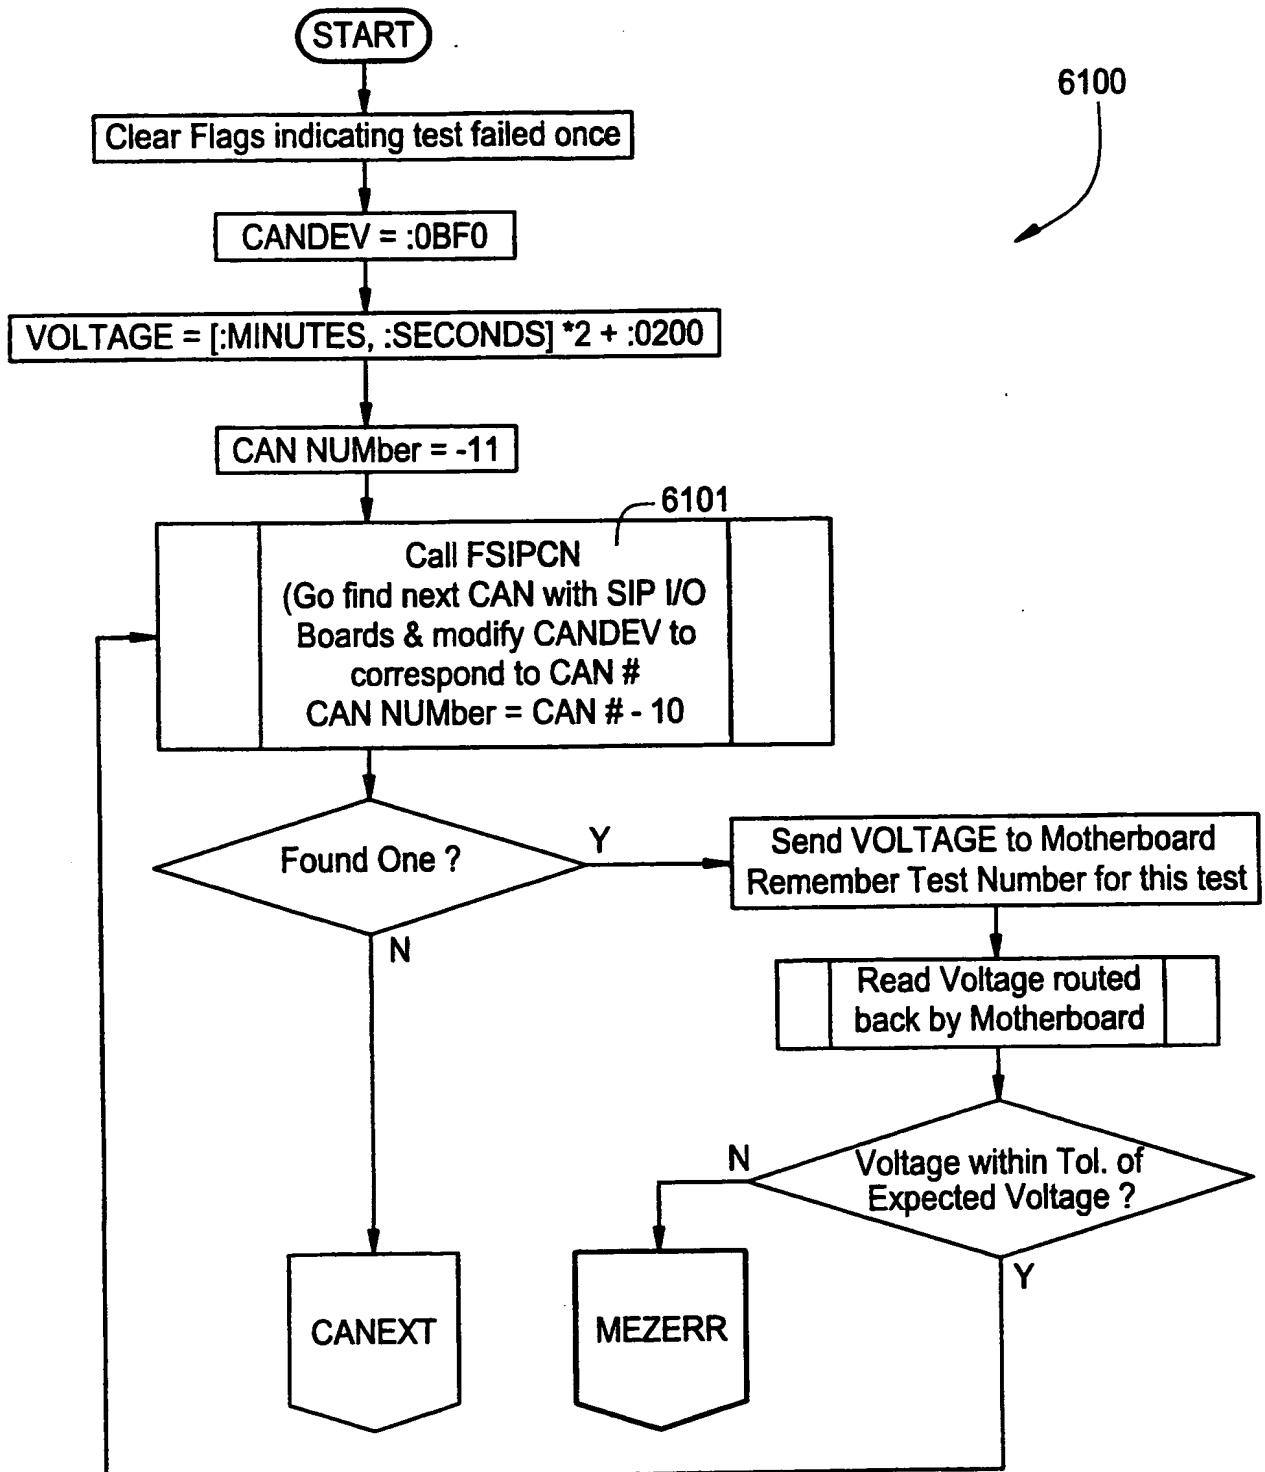 START
6100
Clear Flags indicating test failed once
CANDEV = :0BF0
VOLTAGE = [:MINUTES, :SECONDS] *2 + :0200
CAN NUMber = -11
6101
Call FSIPCN
(Go find next CAN with SIP I/O
Boards & modify CANDEV to
correspond to CAN #
CAN NUMber = CAN # - 10
Found One ?
Y
N
Send VOLTAGE to Motherboard
Remember Test Number for this test
Read Voltage routed
back by Motherboard
Voltage within Tol. of
Expected Voltage ?
N
Y
CANEXT
MEZERR